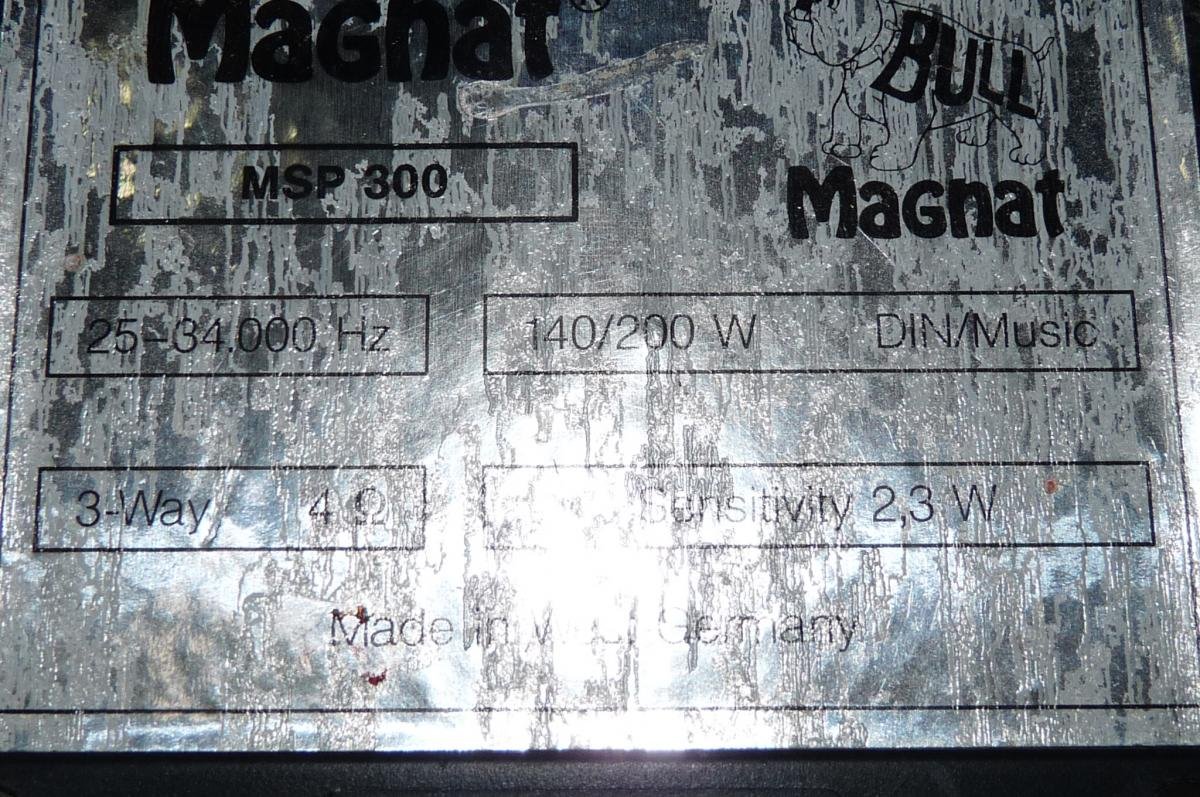 Magnat®
BULL
MSP 300
Magnat
25–34.000 Hz
140/200 W DIN/Music
3-Way 4 Ω
Sensitivity 2,3 W
Made in Germany